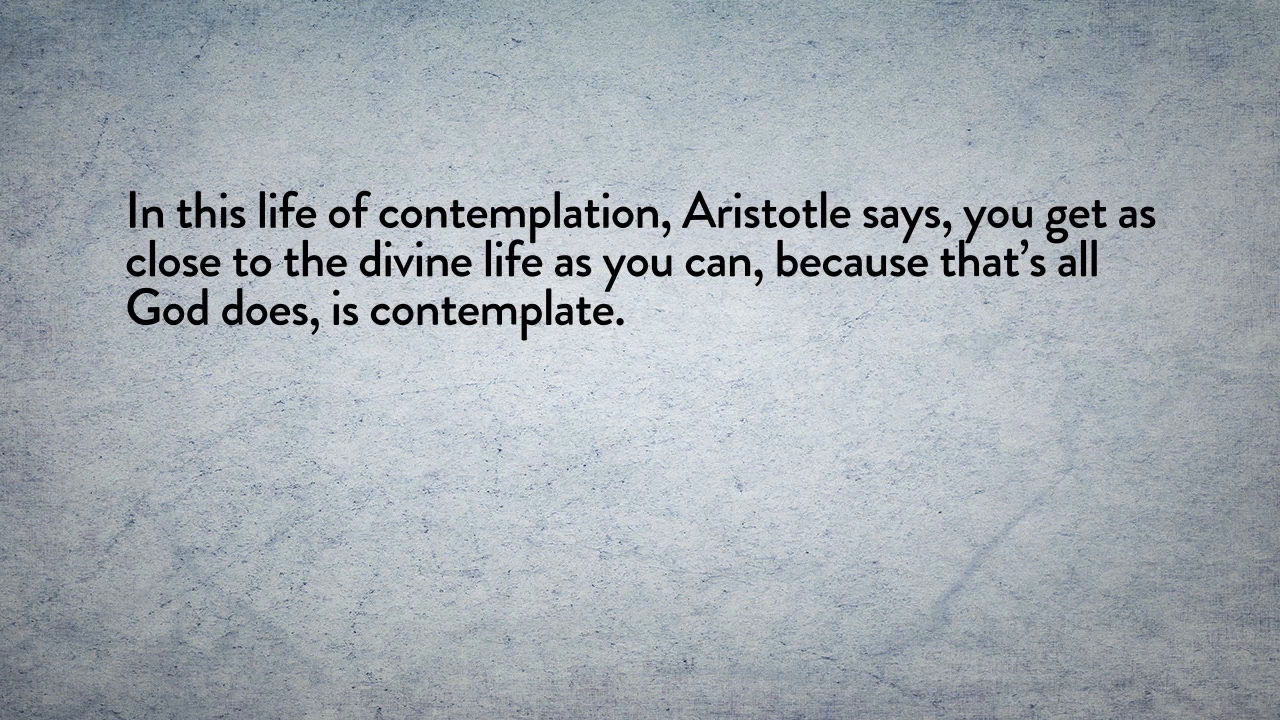 In this life of contemplation, Aristotle says, you get as
close to the divine life as you can, because that’s all
God does, is contemplate.